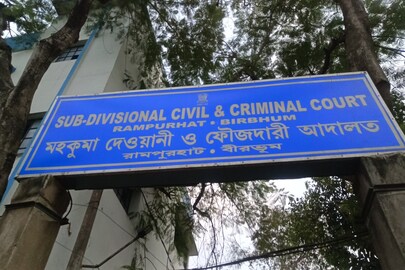 SUB-DIVISIONAL CIVIL & CRIMINAL COURT
RAMPURHAT · BIRBHUM
মহকুমা দেওয়ানী ও ফৌজদারী আদালত
রামপুরহাট · বীরভূম